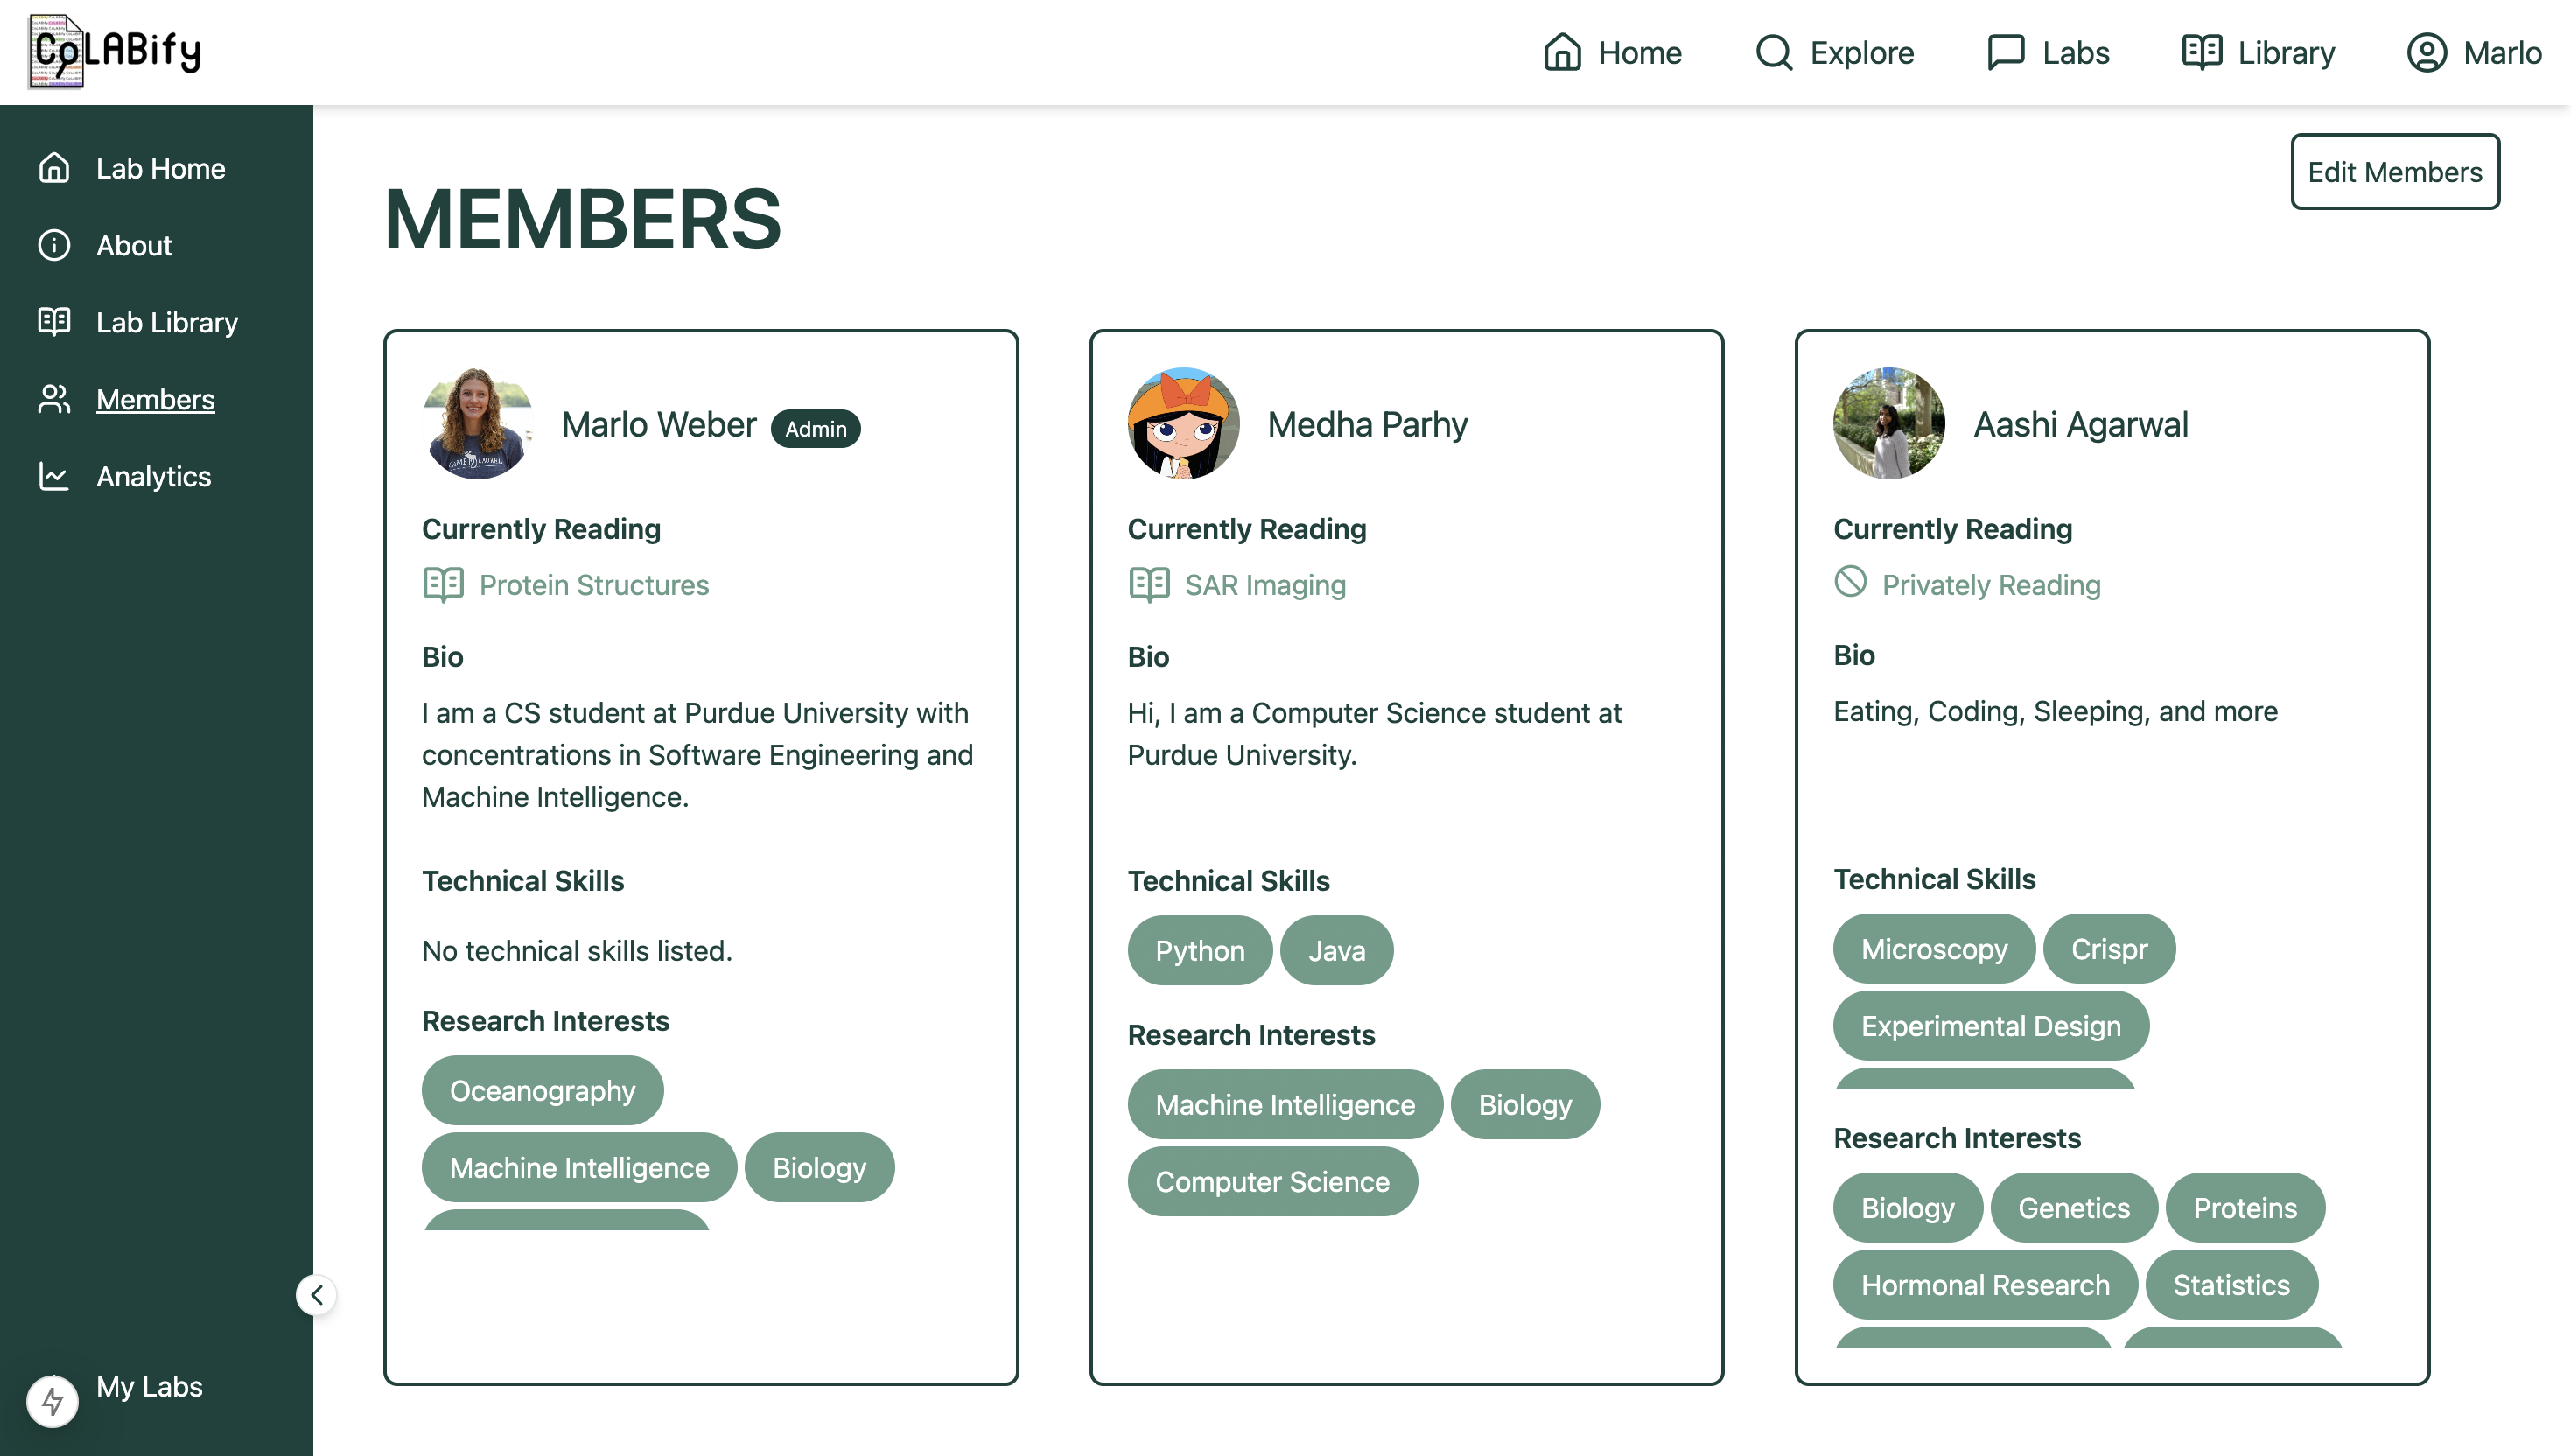 CoLABify
Home
Explore
Labs
Library
Marlo
Lab Home
About
Lab Library
Members
Analytics
My Labs
MEMBERS
Edit Members
Marlo Weber
Admin
Currently Reading
Protein Structures
Bio
I am a CS student at Purdue University with
concentrations in Software Engineering and
Machine Intelligence.
Technical Skills
No technical skills listed.
Research Interests
Oceanography
Machine Intelligence
Biology
Medha Parhy
Currently Reading
SAR Imaging
Bio
Hi, I am a Computer Science student at
Purdue University.
Technical Skills
Python
Java
Research Interests
Machine Intelligence
Biology
Computer Science
Aashi Agarwal
Currently Reading
Privately Reading
Bio
Eating, Coding, Sleeping, and more
Technical Skills
Microscopy
Crispr
Experimental Design
Research Interests
Biology
Genetics
Proteins
Hormonal Research
Statistics